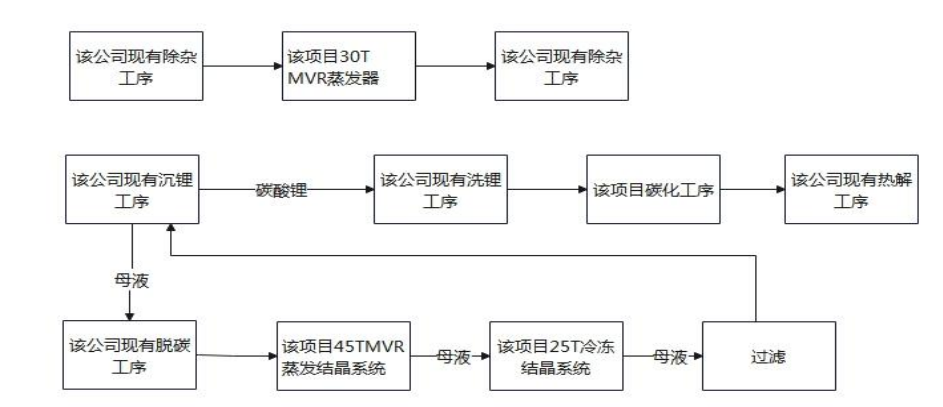 该公司现有除杂
工序
该项目30T
MVR蒸发器
该公司现有除杂
工序
该公司现有沉锂
工序
碳酸锂
该公司现有洗锂
工序
该项目碳化工序
该公司现有热解
工序
母液
该公司现有脱碳
工序
该项目45TMVR
蒸发结晶系统
母液
该项目25T冷冻
结晶系统
母液
过滤